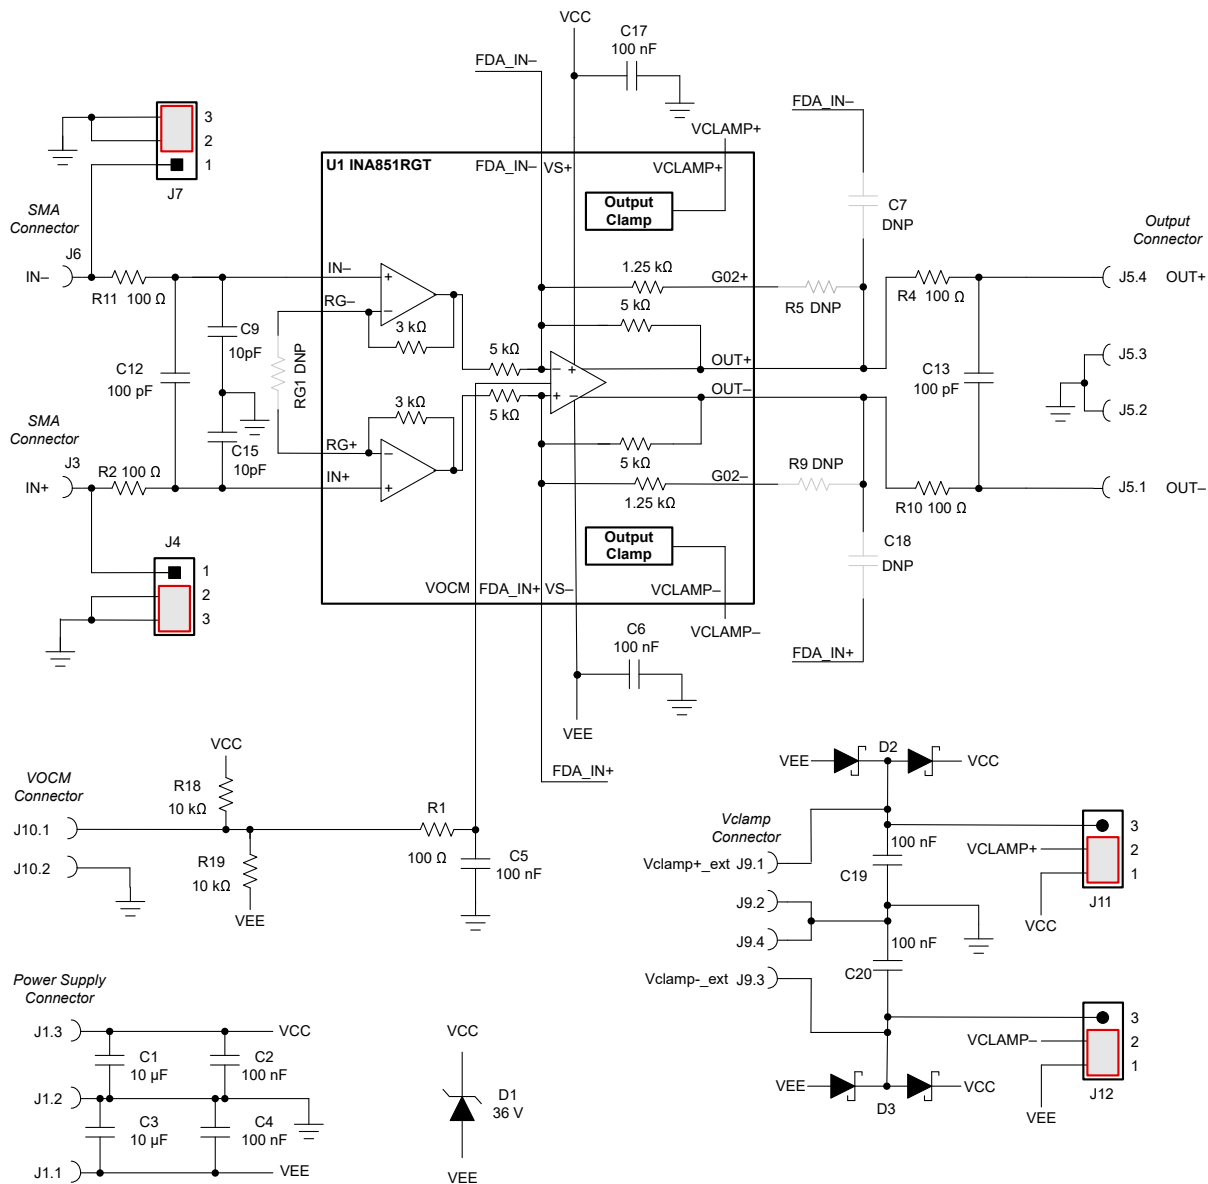 VCC
C17
100 nF
FDA_IN–
FDA_IN–
VCLAMP+
3
2
1
J7
U1 INA851RGT
FDA_IN–
VS+
VCLAMP+
Output
Clamp
C7
DNP
SMA
Connector
J6
IN–
R11
100 Ω
IN–
RG–
1.25 kΩ
G02+
5 kΩ
R5 DNP
R4
100 Ω
Output
Connector
J5.4
OUT+
C9
10pF
3 kΩ
RG1 DNP
5 kΩ
OUT+
OUT–
C12
100 pF
C13
100 pF
J5.3
J5.2
3 kΩ
5 kΩ
SMA
Connector
J3
IN+
R2
100 Ω
C15
10pF
RG+
IN+
5 kΩ
G02–
1.25 kΩ
R9 DNP
R10
100 Ω
J5.1
OUT–
J4
1
2
3
Output
Clamp
C18
DNP
VOCM
FDA_IN+
VS–
VCLAMP–
VCLAMP–
C6
100 nF
FDA_IN+
VEE
FDA_IN+
VCC
VOCM
Connector
R18
10 kΩ
J10.1
J10.2
R19
10 kΩ
VEE
R1
100 Ω
C5
100 nF
VEE
D2
VCC
Vclamp
Connector
Vclamp+_ext
J9.1
100 nF
C19
VCLAMP+
3
2
1
J11
VCC
J9.2
J9.4
100 nF
C20
Vclamp-_ext
J9.3
VCLAMP–
3
2
1
J12
VEE
VEE
VCC
D3
Power Supply
Connector
J1.3
VCC
C1
10 µF
C2
100 nF
J1.2
C3
10 µF
C4
100 nF
J1.1
VEE
VCC
D1
36 V
VEE